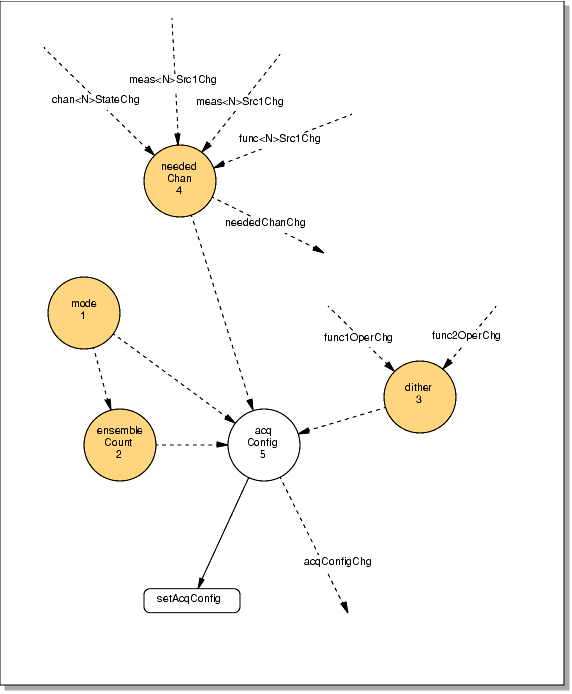 meas<N>Src1Chg
chan<N>StateChg
meas<N>Src1Chg
func<N>Src1Chg
needed
Chan
4
neededChanChg
mode
1
func1OperChg
func2OperChg
dither
3
ensemble
Count
2
acq
Config
5
acqConfigChg
setAcqConfig